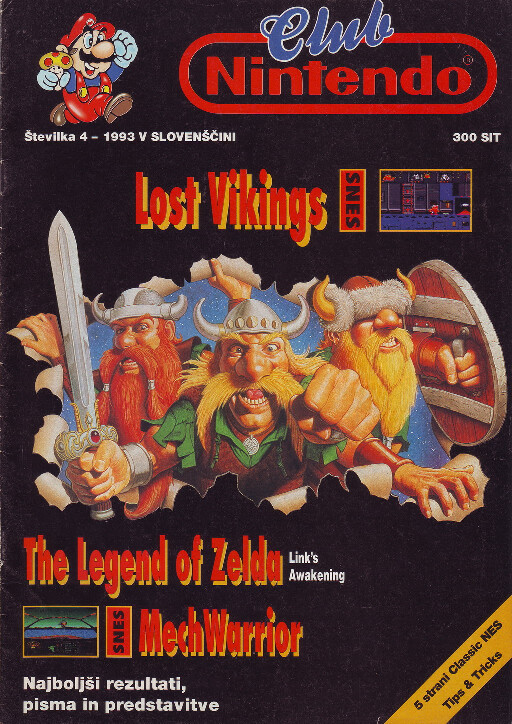 Club
Nintendo®
Številka 4 – 1993 V SLOVENŠČINI
300 SIT
Lost Vikings
SNES
The Legend of Zelda
Link's
Awakening
SNES
MechWarrior
Najboljši rezultati,
pisma in predstavitve
5 strani Classic NES
Tips & Tricks